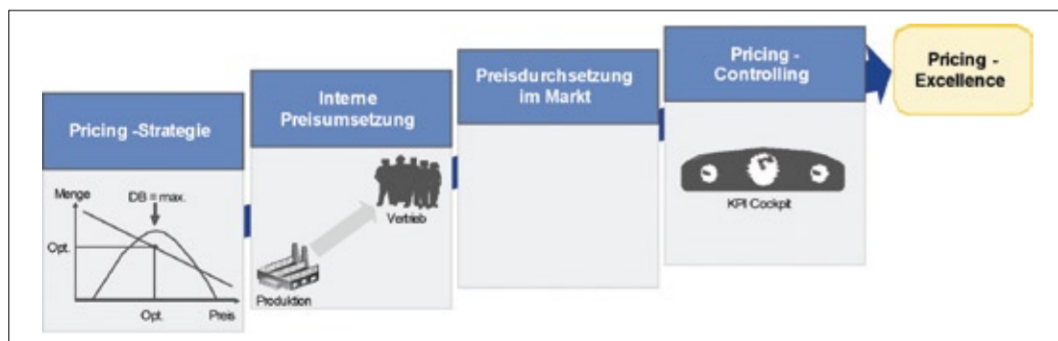 Pricing -Strategie
Menge
DB = max.
Opt.
Opt.
Preis
Interne
Preisumsetzung
Vertrieb
Produktion
Preisdurchsetzung
im Markt
Pricing -
Controlling
KPI Cockpit
Pricing -
Excellence